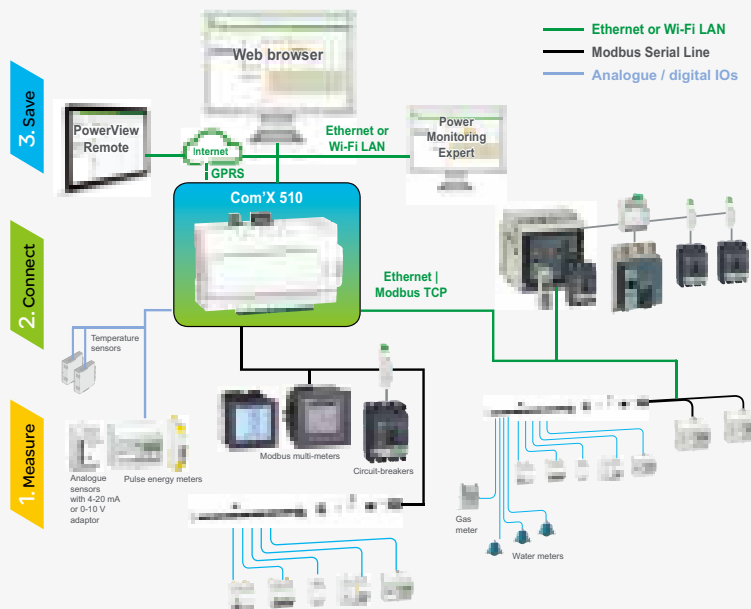 Ethernet or Wi-Fi LAN
Modbus Serial Line
Analogue / digital IOs
3. Save
2. Connect
1. Measure
Web browser
PowerView
Remote
Internet
GPRS
Ethernet or
Wi-Fi LAN
Power
Monitoring
Expert
Com'X 510
Ethernet |
Modbus TCP
Temperature
sensors
Analogue
sensors
with 4-20 mA
or 0-10 V
adaptor
Pulse energy meters
Modbus multi-meters
Circuit-breakers
Gas
meter
Water meters